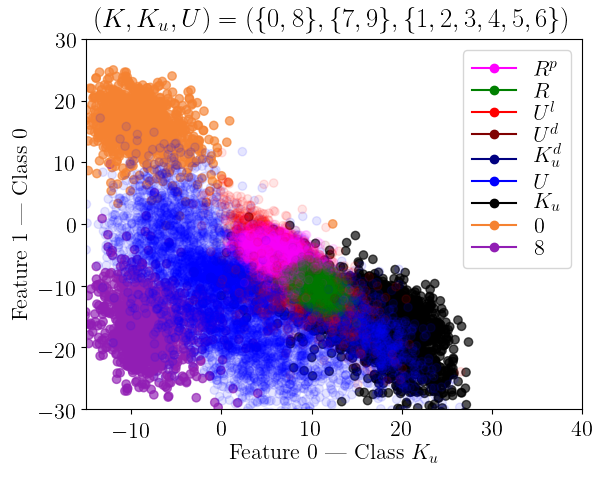 (K, K_u, U) = ({0, 8}, {7, 9}, {1, 2, 3, 4, 5, 6})
30
20
10
0
−10
−20
−30
Feature 1 — Class 0
R^p
R
U^l
U^d
K_u^d
U
K_u
0
8
−10
0
10
20
30
40
Feature 0 — Class K_u